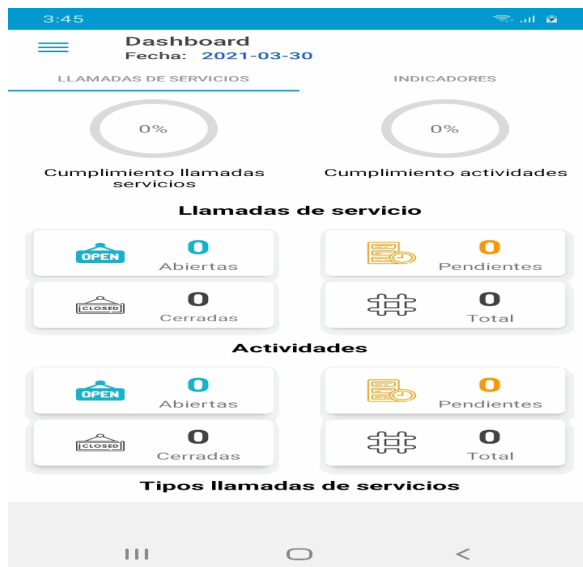 3:45
Dashboard
Fecha: 2021-03-30
LLAMADAS DE SERVICIOS
INDICADORES
0%
0%
Cumplimiento llamadas
servicios
Cumplimiento actividades
Llamadas de servicio
OPEN
0
Abiertas
0
Pendientes
CLOSED
0
Cerradas
0
Total
Actividades
OPEN
0
Abiertas
0
Pendientes
CLOSED
0
Cerradas
0
Total
Tipos llamadas de servicios